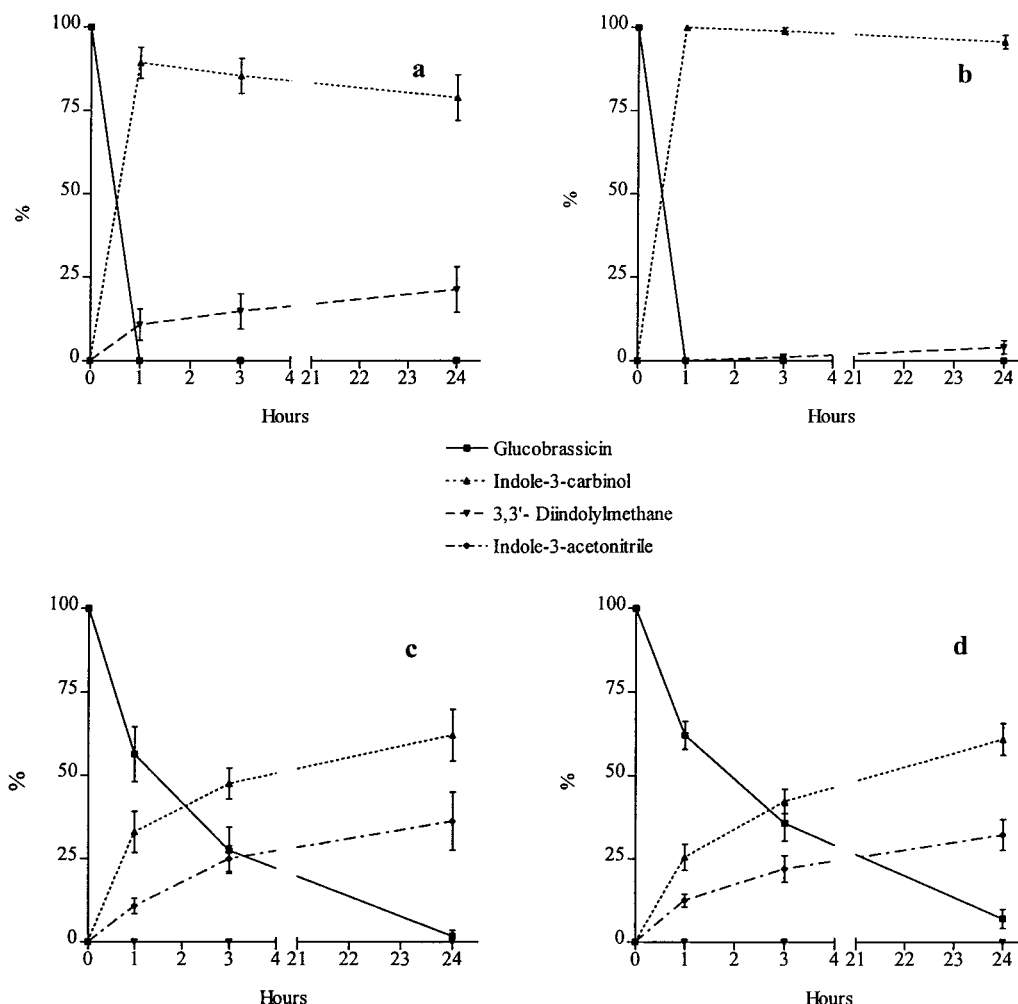 100
75
50
25
0
%
a
0 1 2 3 4 21 22 23 24
Hours
100
75
50
25
0
%
b
0 1 2 3 4 21 22 23 24
Hours
Glucobrassicin
Indole-3-carbinol
3,3'- Diindolylmethane
Indole-3-acetonitrile
100
75
50
25
0
%
c
0 1 2 3 4 21 22 23 24
Hours
100
75
50
25
0
%
d
0 1 2 3 4 21 22 23 24
Hours